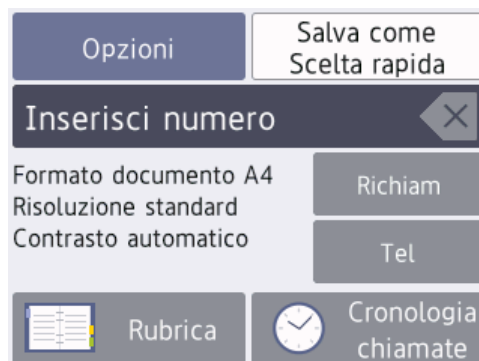 Opzioni
Salva come
Scelta rapida
Inserisci numero
Formato documento A4
Risoluzione standard
Contrasto automatico
Richiam
Tel
Rubrica
Cronologia
chiamate